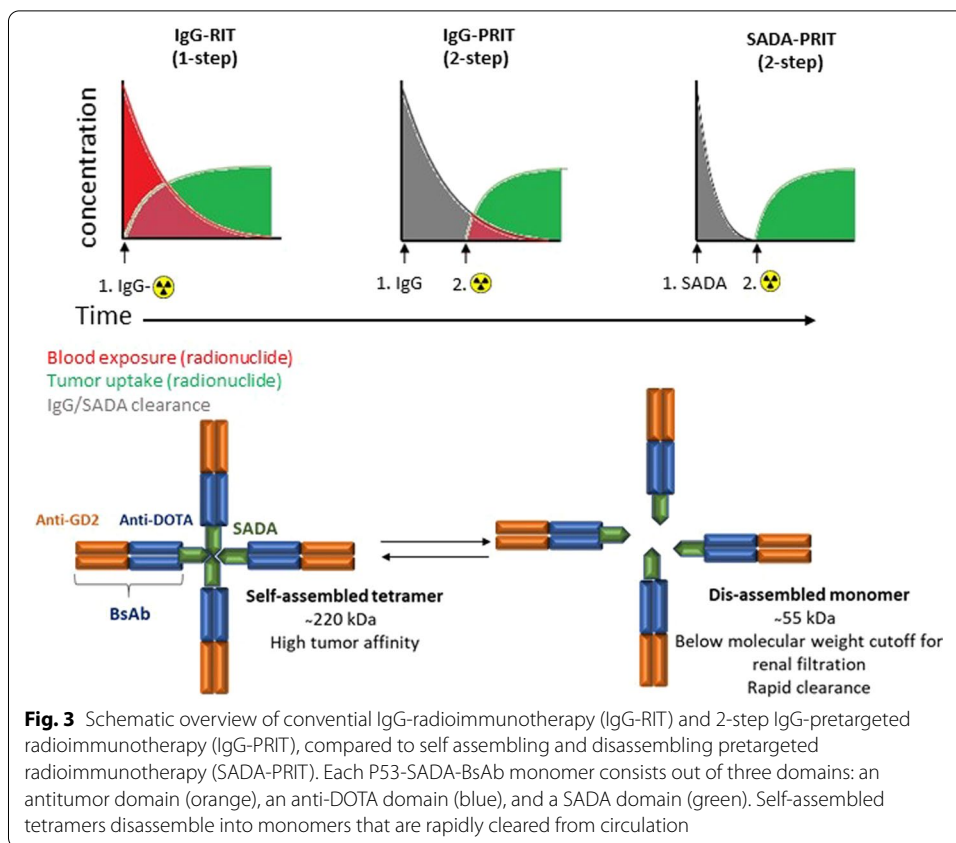 IgG-RIT
(1-step)
IgG-PRIT
(2-step)
SADA-PRIT
(2-step)
concentration
1. IgG-
1. IgG
2.
1. SADA
2.
Time
Blood exposure (radionuclide)
Tumor uptake (radionuclide)
IgG/SADA clearance
Anti-GD2
Anti-DOTA
SADA
BsAb
Self-assembled tetramer
~220 kDa
High tumor affinity
Dis-assembled monomer
~55 kDa
Below molecular weight cutoff for
renal filtration
Rapid clearance
Fig. 3 Schematic overview of convential IgG-radioimmunotherapy (IgG-RIT) and 2-step IgG-pretargeted
radioimmunotherapy (IgG-PRIT), compared to self assembling and disassembling pretargeted
radioimmunotherapy (SADA-PRIT). Each P53-SADA-BsAb monomer consists out of three domains: an
antitumor domain (orange), an anti-DOTA domain (blue), and a SADA domain (green). Self-assembled
tetramers disassemble into monomers that are rapidly cleared from circulation